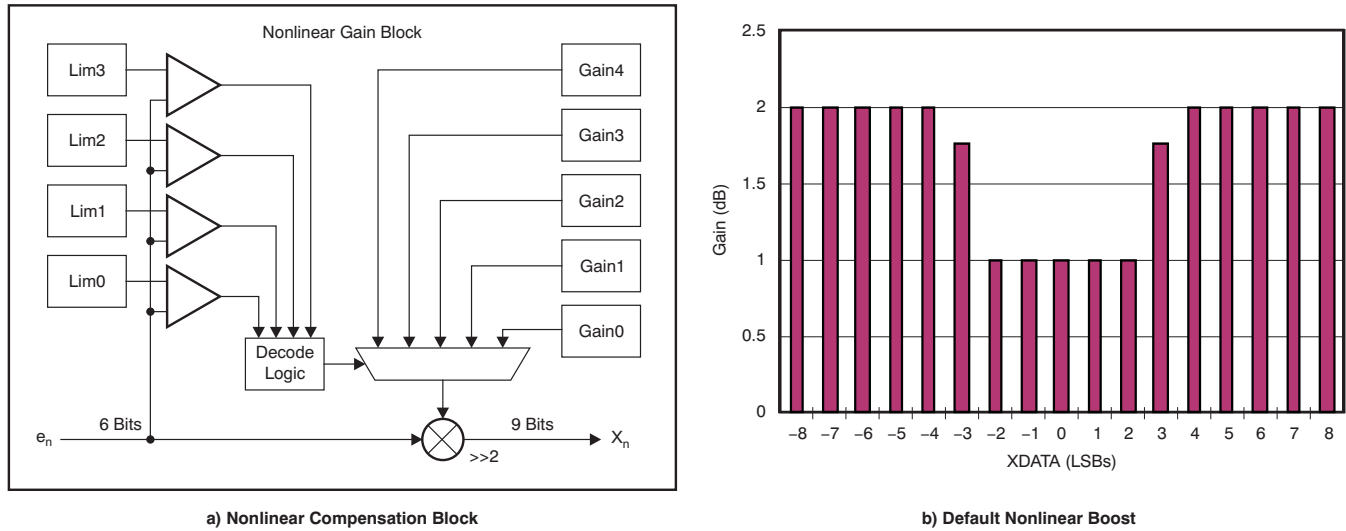 Nonlinear Gain Block
Lim3
Lim2
Lim1
Lim0
Gain4
Gain3
Gain2
Gain1
Gain0
Decode
Logic
6 Bits
9 Bits
en
Xn
>>2
a) Nonlinear Compensation Block
2.5
2
1.5
1
0.5
0
Gain (dB)
–8 –7 –6 –5 –4 –3 –2 –1 0 1 2 3 4 5 6 7 8
XDATA (LSBs)
b) Default Nonlinear Boost